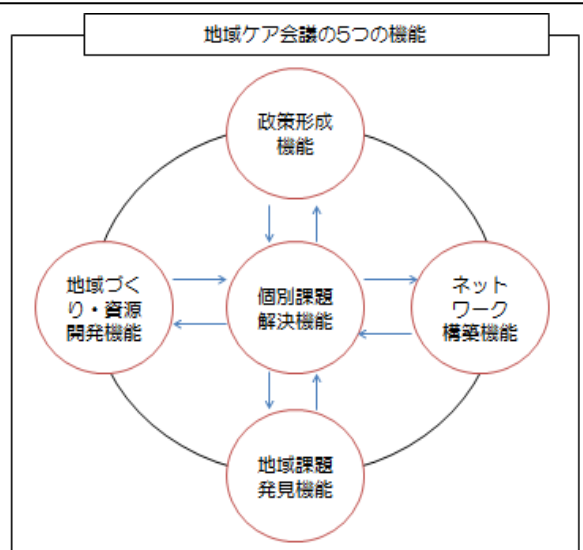 地域ケア会議の5つの機能
政策形成
機能
地域づく
り・資源
開発機能
個別課題
解決機能
ネット
ワーク
構築機能
地域課題
発見機能